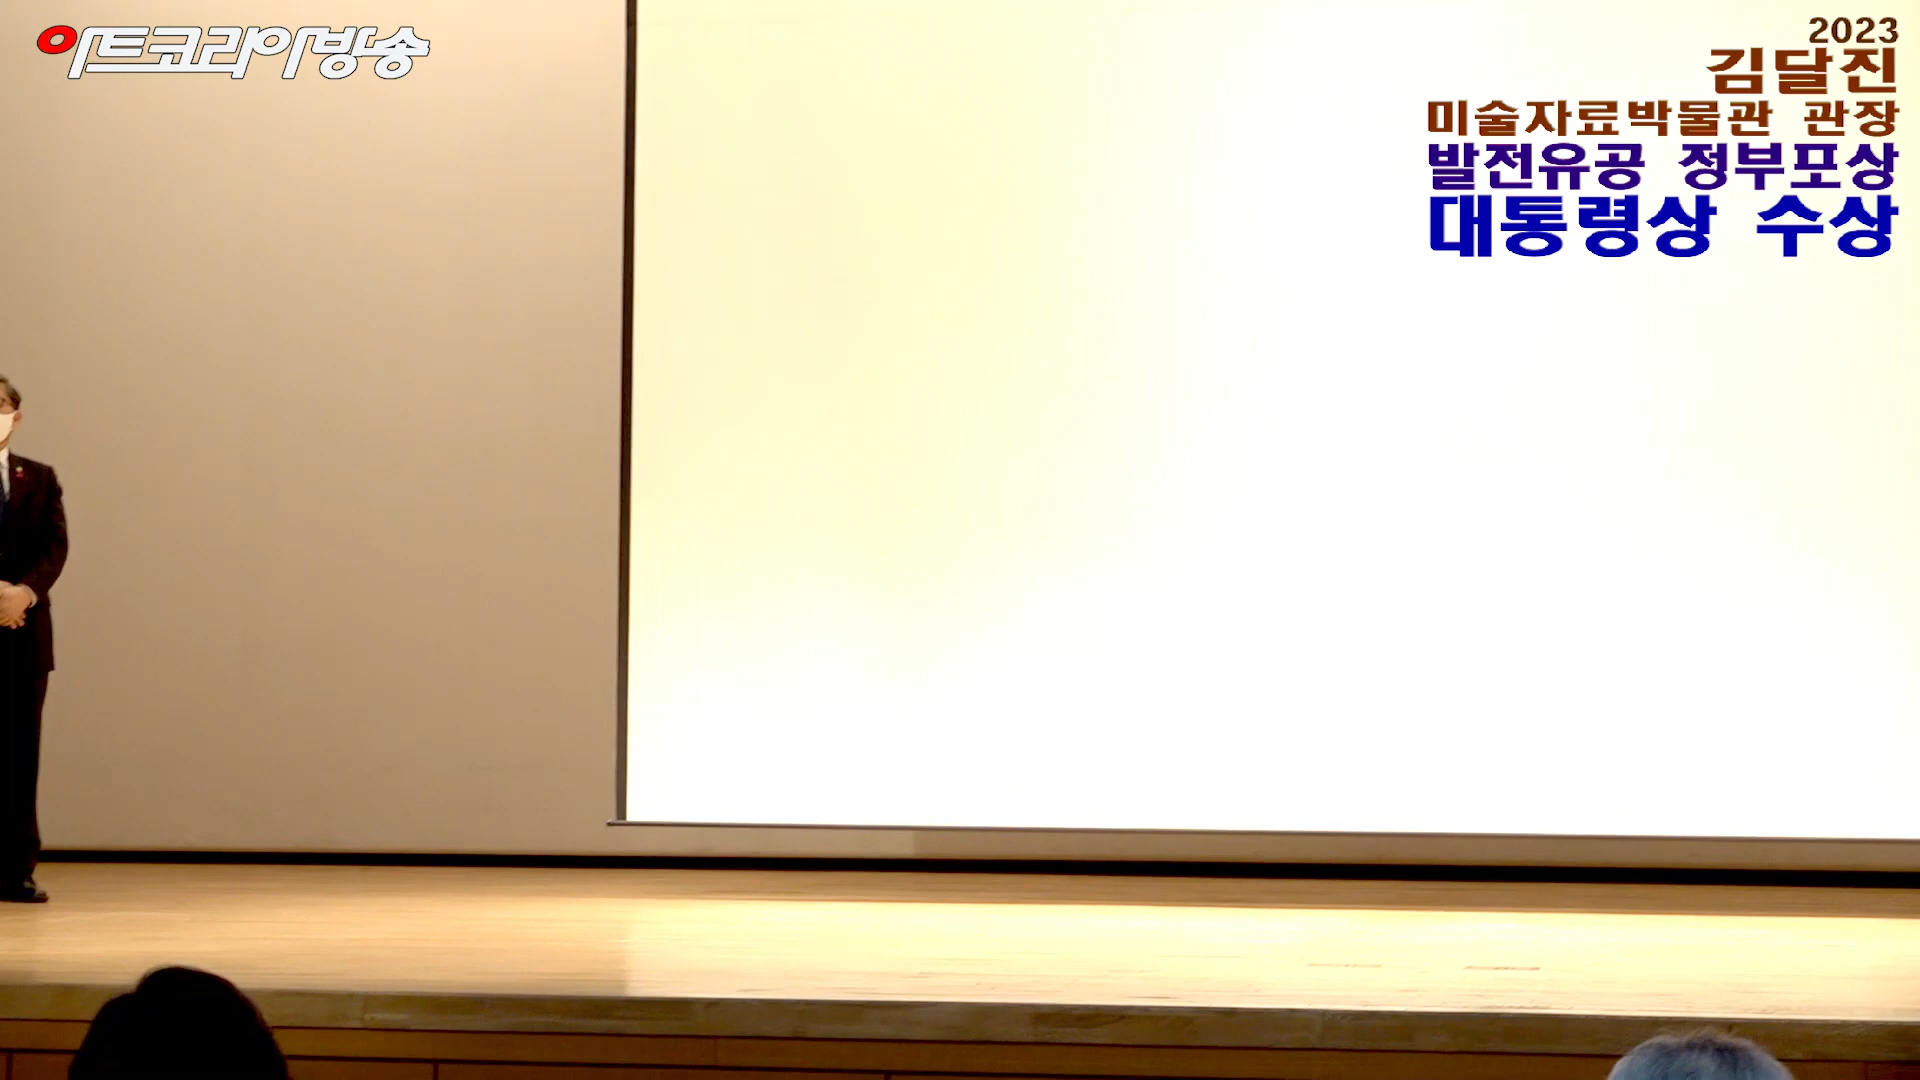 아트코리아방송
2023
김달진
미술자료박물관 관장
발전유공 정부포상
대통령상 수상